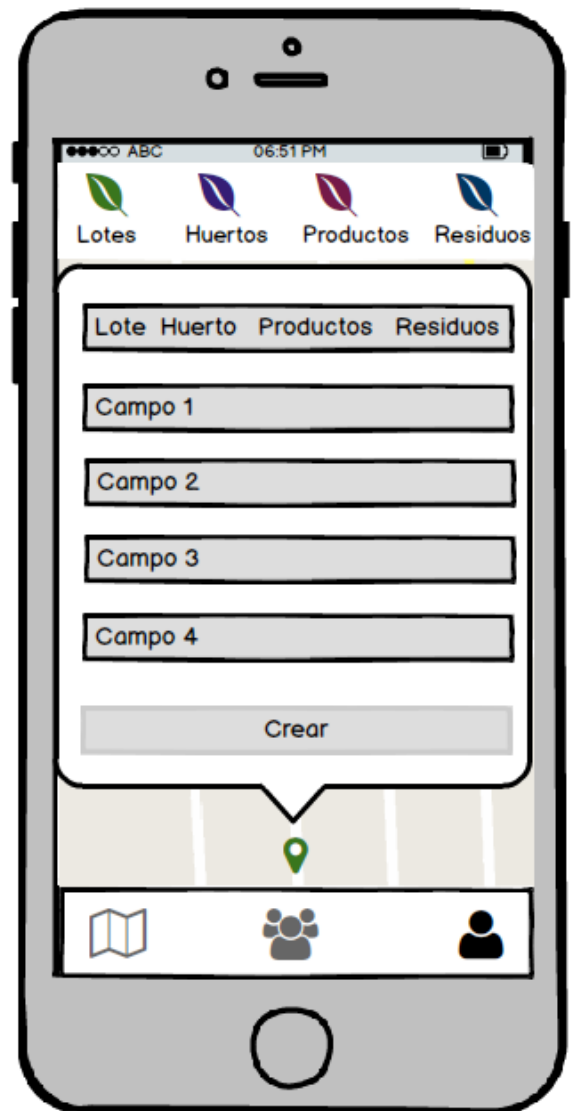 ABC 06:51 PM
Lotes Huertos Productos Residuos
Lote Huerto Productos Residuos
Campo 1
Campo 2
Campo 3
Campo 4
Crear